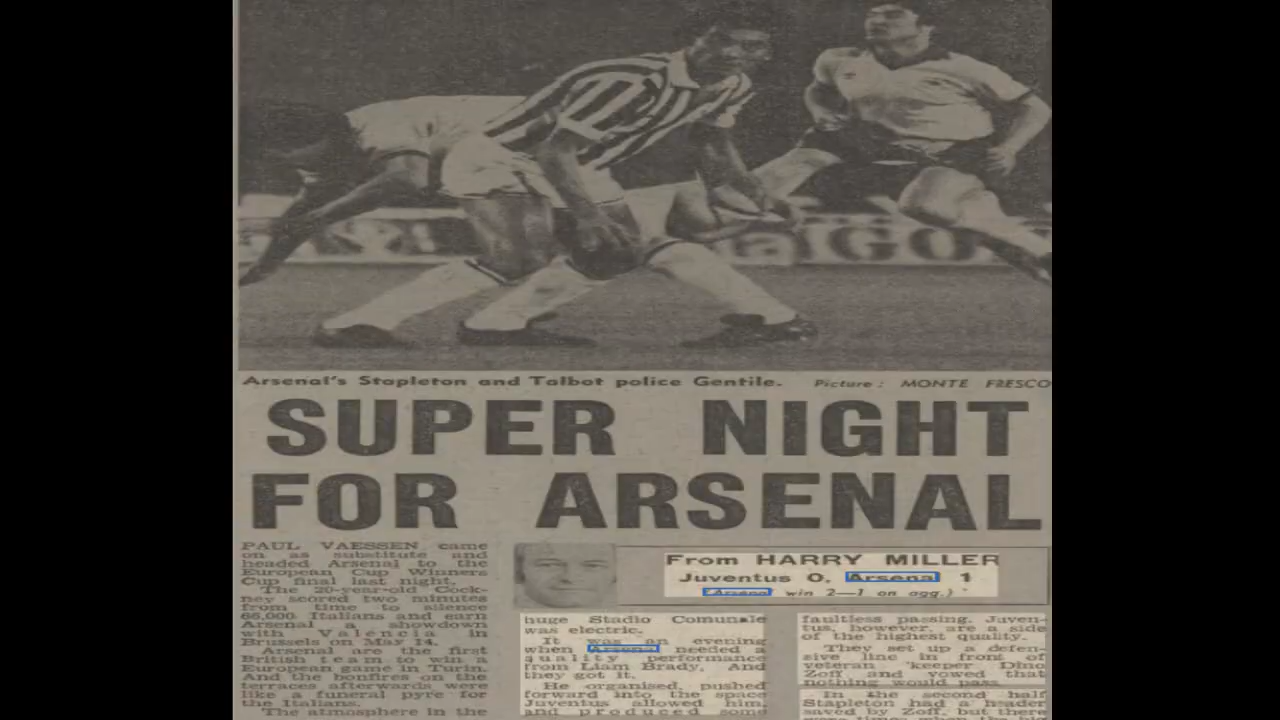 Arsenal's Stapleton and Talbot police Gentile. Picture: MONTE FRESCO
SUPER NIGHT
FOR ARSENAL
PAUL VAESSEN came
on as substitute and
headed Arsenal to the
European Cup Winners
Cup final last night.
The 20-year-old Cock-
ney scored two minutes
from time to silence
66,000 Italians and earn
Arsenal a showdown
with Valencia in
Brussels on May 14.
Arsenal are the first
British team to win a
European game in Turin.
And the bonfires on the
terraces afterwards were
like a funeral pyre for
the Italians.
The atmosphere in the
From HARRY MILLER
Juventus 0, Arsenal 1
(Arsenal win 2—1 on agg.)
huge Stadio Comunale
was electric.
It was an evening
when Arsenal needed a
quality performance
from Liam Brady. And
they got it.
He organised, pushed
forward into the space
Juventus allowed him,
and produced some
faultless passing. Juven-
tus, however, are a side
of the highest quality.
They set up a defen-
sive line in front of
veteran 'keeper Dino
Zoff and vowed that
nothing would pass.
In the second half
Stapleton had a header
saved by Zoff, but there